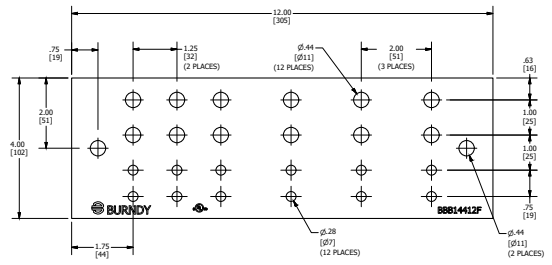 12.00
[305]
.75
[19]
1.25
[32]
(2 PLACES)
Ø.44
[Ø11]
(12 PLACES)
2.00
[51]
(3 PLACES)
.63
[16]
2.00
[51]
4.00
[102]
1.00
[25]
1.00
[25]
.75
[19]
BURNDY
UL
BBB14412F
1.75
[44]
Ø.28
[Ø7]
(12 PLACES)
Ø.44
[Ø11]
(2 PLACES)